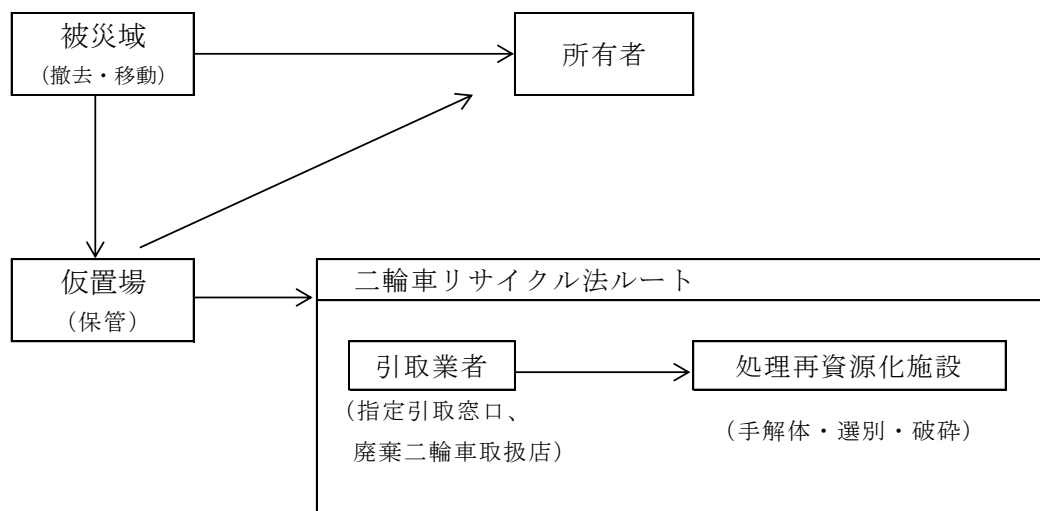 被災域
（撤去・移動）
所有者
仮置場
（保管）
二輪車リサイクル法ルート
引取業者
（指定引取窓口、
廃棄二輪車取扱店）
処理再資源化施設
（手解体・選別・破砕）